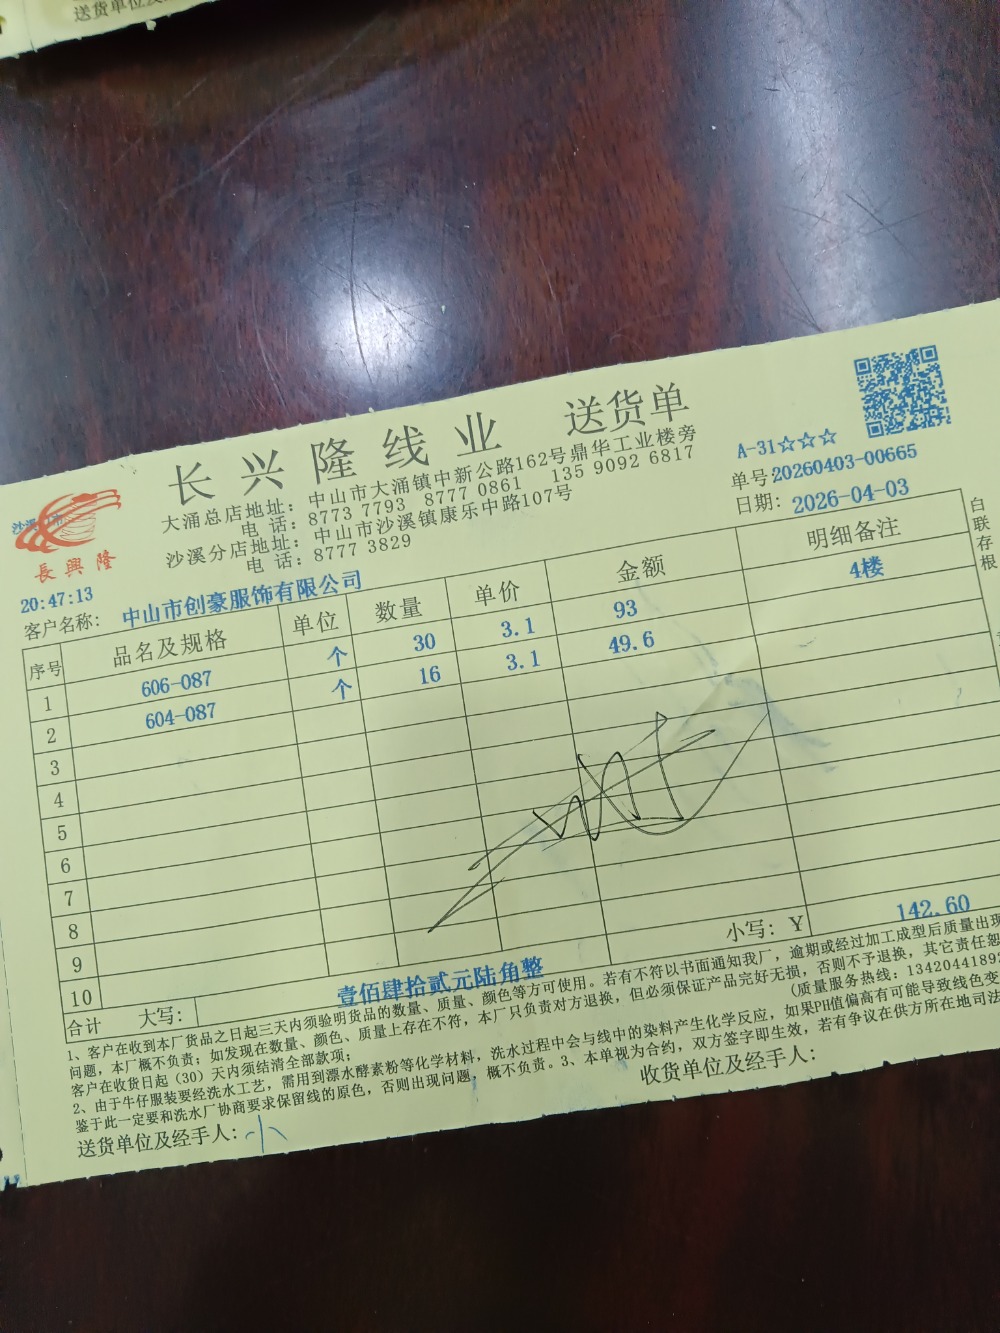 送货单位及
长兴隆线业 送货单
A-31☆☆☆
大涌总店地址：中山市大涌镇中新公路162号鼎华工业楼旁
单号20260403-00665
电话：8773 7793 8777 0861 135 9092 6817
日期：2026-04-03
沙溪分店地址：中山市沙溪镇康乐中路107号
电话：8777 3829
長興隆
20:47:13
客户名称：中山市创豪服饰有限公司
白联存根
序号 品名及规格 单位 数量 单价 金额 明细备注
1 606-087 个 30 3.1 93 4楼
2 604-087 个 16 3.1 49.6
3
4
5
6
7
8
9
10
合计 大写：壹佰肆拾贰元陆角整 小写：Y 142.60
1、客户在收到本厂货品之日起三天内须验明货品的数量、质量、颜色等方可使用。若有不符以书面通知我厂，逾期或经过加工成型后质量出现
问题，本厂概不负责；如发现在数量、颜色、质量上存在不符，本厂只负责对方退换，但必须保证产品完好无损，否则不予退换，其它责任恕
客户在收货日起（30）天内须结清全部款项； (质量服务热线：1342044189
2、由于牛仔服装要经洗水工艺，需用到漂水酵素粉等化学材料，洗水过程中会与线中的染料产生化学反应，如果PH值偏高有可能导致线色变
鉴于此一定要和洗水厂协商要求保留线的原色，否则出现问题，概不负责。3、本单视为合约，双方签字即生效，若有争议在供方所在地司法
送货单位及经手人：小 收货单位及经手人：